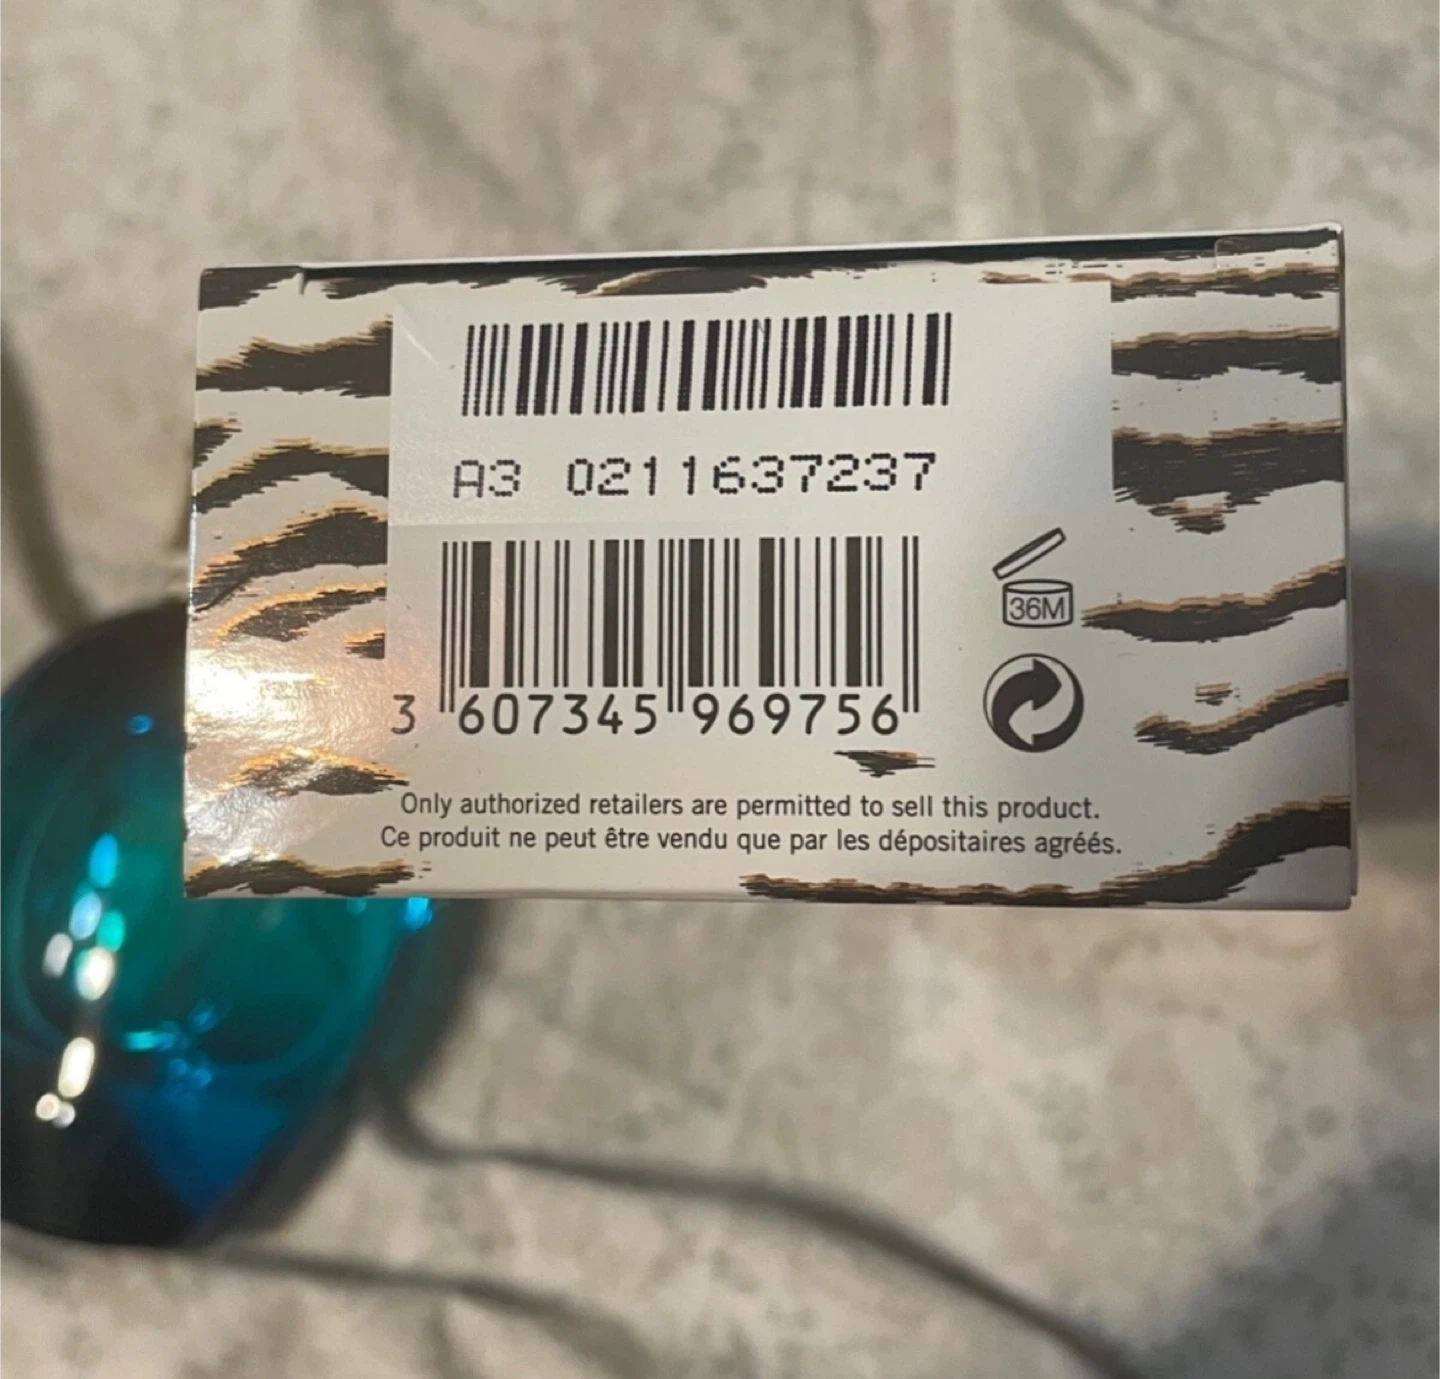 A3 0211637237
36M
3 607345 969756
Only authorized retailers are permitted to sell this product.
Ce produit ne peut être vendu que par les dépositaires agréés.